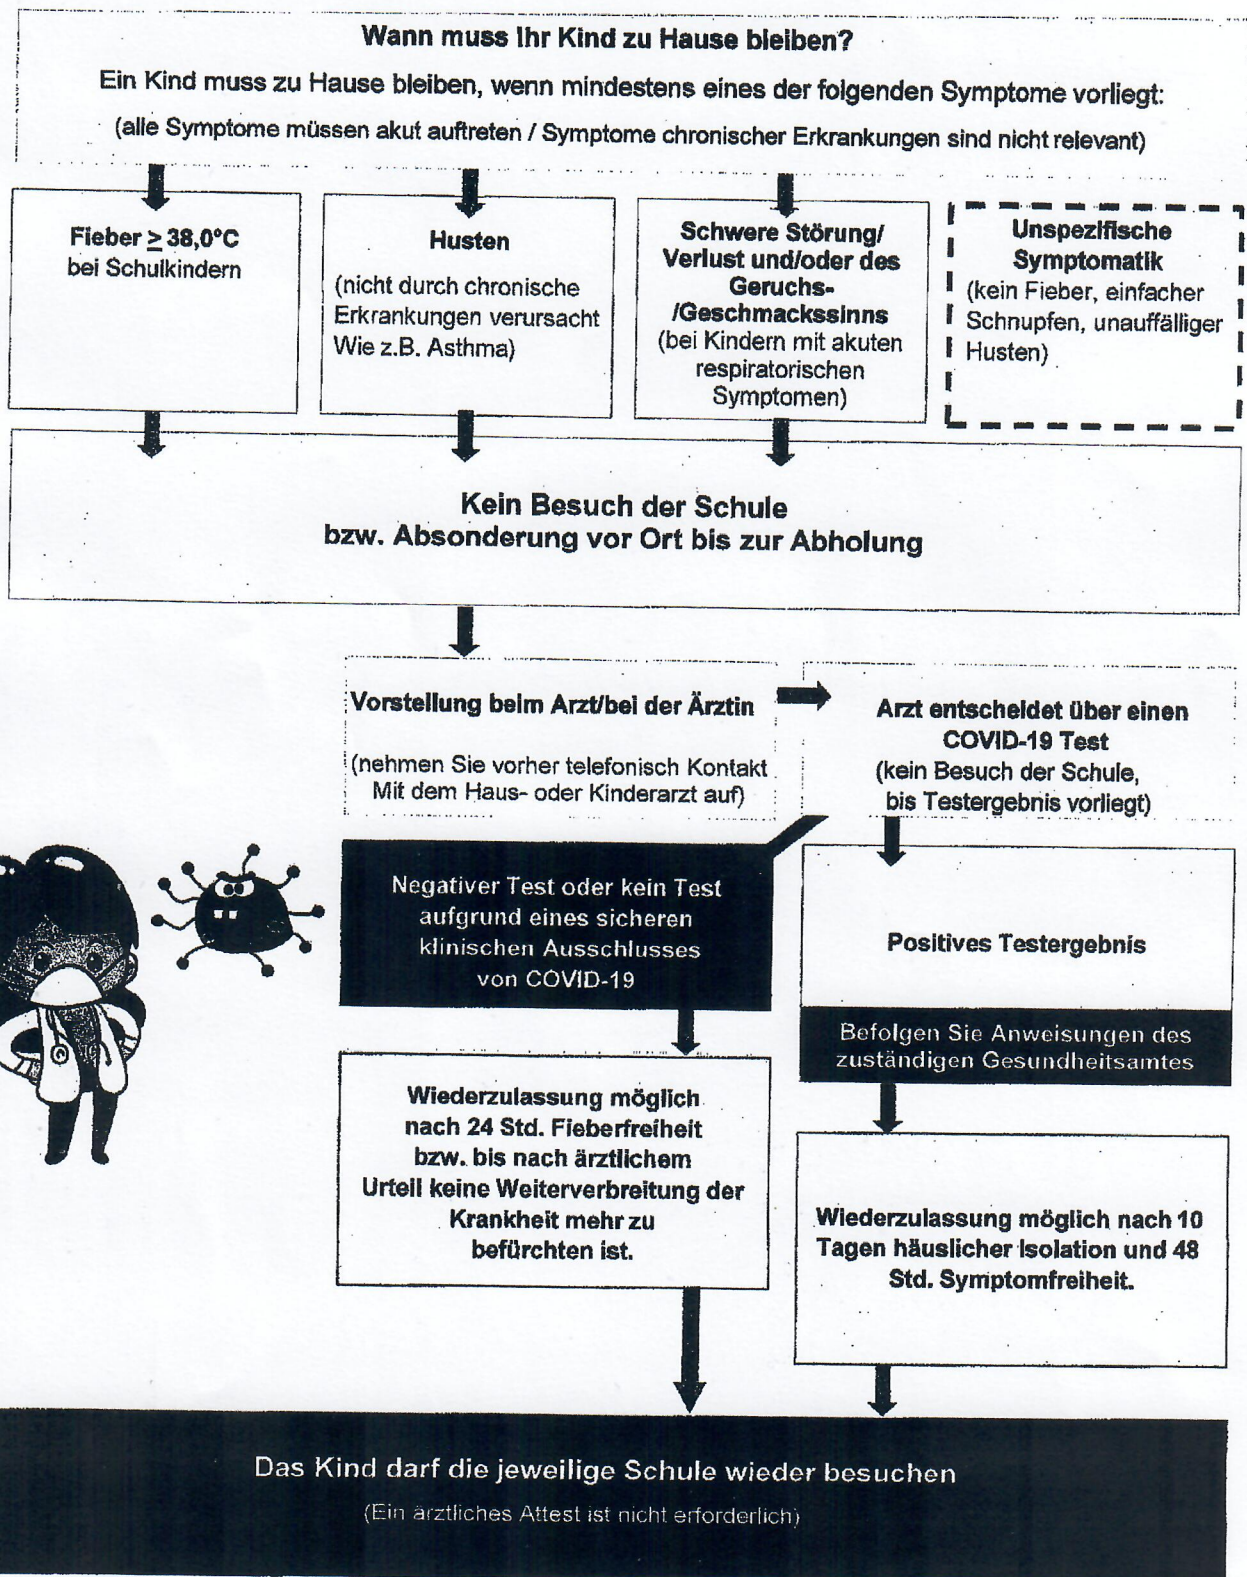 Wann muss Ihr Kind zu Hause bleiben?
Ein Kind muss zu Hause bleiben, wenn mindestens eines der folgenden Symptome vorliegt:
(alle Symptome müssen akut auftreten / Symptome chronischer Erkrankungen sind nicht relevant)
Fieber ≥ 38,0°C
bei Schulkindern
Husten
(nicht durch chronische
Erkrankungen verursacht
Wie z.B. Asthma)
Schwere Störung/
Verlust und/oder des
Geruchs-
/Geschmackssinns
(bei Kindern mit akuten
respiratorischen
Symptomen)
Unspezifische
Symptomatik
(kein Fieber, einfacher
Schnupfen, unauffälliger
Husten)
Kein Besuch der Schule
bzw. Absonderung vor Ort bis zur Abholung
Vorstellung beim Arzt/bei der Ärztin
(nehmen Sie vorher telefonisch Kontakt
Mit dem Haus- oder Kinderarzt auf)
Arzt entscheidet über einen
COVID-19 Test
(kein Besuch der Schule,
bis Testergebnis vorliegt)
Negativer Test oder kein Test
aufgrund eines sicheren
klinischen Ausschlusses
von COVID-19
Positives Testergebnis
Befolgen Sie Anweisungen des
zuständigen Gesundheitsamtes
Wiederzulassung möglich
nach 24 Std. Fieberfreiheit
bzw. bis nach ärztlichem
Urteil keine Weiterverbreitung der
Krankheit mehr zu
befürchten ist.
Wiederzulassung möglich nach 10
Tagen häuslicher Isolation und 48
Std. Symptomfreiheit.
Das Kind darf die jeweilige Schule wieder besuchen
(Ein ärztliches Attest ist nicht erforderlich)